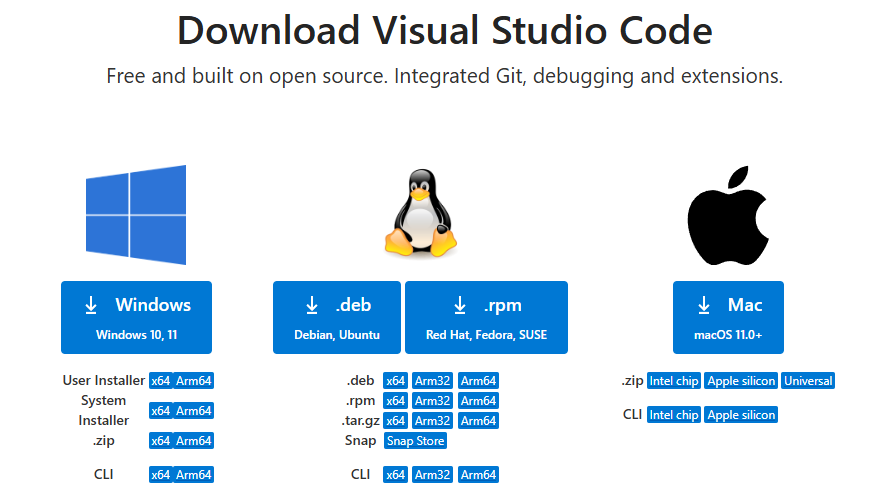 Download Visual Studio Code
Free and built on open source. Integrated Git, debugging and extensions.
Windows
Windows 10, 11
User Installer x64 Arm64
System
Installer x64 Arm64
.zip x64 Arm64
CLI x64 Arm64
.deb
Debian, Ubuntu
.rpm
Red Hat, Fedora, SUSE
.deb x64 Arm32 Arm64
.rpm x64 Arm32 Arm64
.tar.gz x64 Arm32 Arm64
Snap Snap Store
CLI x64 Arm32 Arm64
Mac
macOS 11.0+
.zip Intel chip Apple silicon Universal
CLI Intel chip Apple silicon